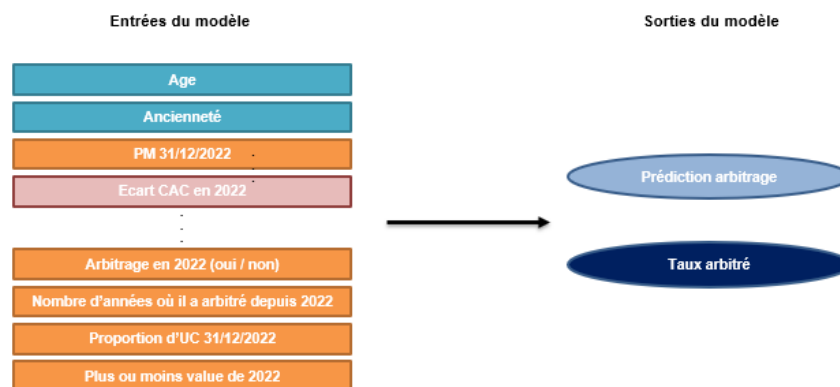 Entrées du modèle
Sorties du modèle
Age
Ancienneté
PM 31/12/2022
Ecart CAC en 2022
Arbitrage en 2022 (oui / non)
Nombre d'années où il a arbitré depuis 2022
Proportion d'UC 31/12/2022
Plus ou moins value de 2022
Prédiction arbitrage
Taux arbitré